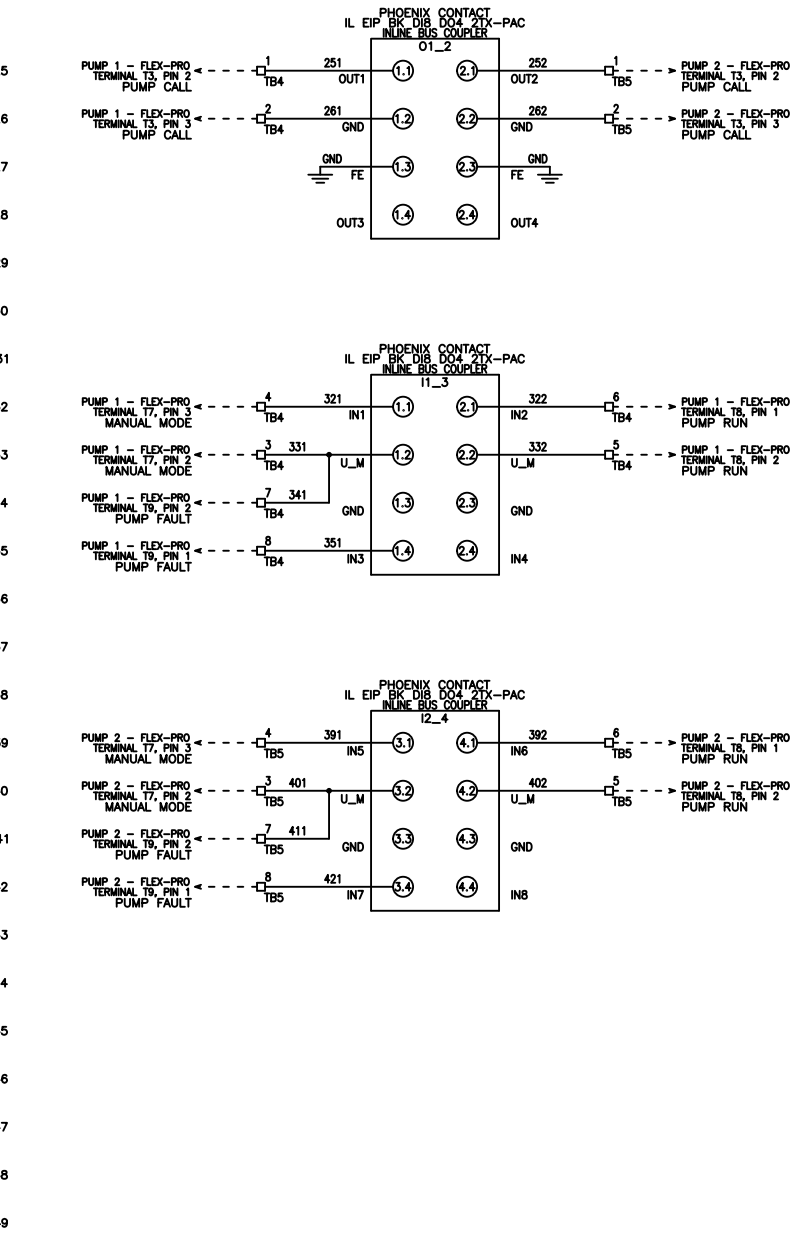 PHOENIX CONTACT
IL EIP BK DI8 DO4 2TX-PAC
INLINE BUS COUPLER
O1_2
5
PUMP 1 - FLEX-PRO
TERMINAL T3, PIN 2
PUMP CALL
1
TB4
251
OUT1
1.1
2.1
252
OUT2
1
TB5
PUMP 2 - FLEX-PRO
TERMINAL T3, PIN 2
PUMP CALL
6
PUMP 1 - FLEX-PRO
TERMINAL T3, PIN 3
PUMP CALL
2
TB4
261
GND
1.2
2.2
262
GND
2
TB5
PUMP 2 - FLEX-PRO
TERMINAL T3, PIN 3
PUMP CALL
7
GND
FE
1.3
2.3
GND
FE
8
OUT3
1.4
2.4
OUT4
9
0
31
PHOENIX CONTACT
IL EIP BK DI8 DO4 2TX-PAC
INLINE BUS COUPLER
I1_3
2
PUMP 1 - FLEX-PRO
TERMINAL T7, PIN 3
MANUAL MODE
4
TB4
321
IN1
1.1
2.1
322
IN2
6
TB4
PUMP 1 - FLEX-PRO
TERMINAL T8, PIN 1
PUMP RUN
3
PUMP 1 - FLEX-PRO
TERMINAL T7, PIN 2
MANUAL MODE
3
TB4
331
U_M
1.2
2.2
332
U_M
5
TB4
PUMP 1 - FLEX-PRO
TERMINAL T8, PIN 2
PUMP RUN
4
PUMP 1 - FLEX-PRO
TERMINAL T9, PIN 2
PUMP FAULT
7
TB4
341
GND
1.3
2.3
GND
5
PUMP 1 - FLEX-PRO
TERMINAL T9, PIN 1
PUMP FAULT
8
TB4
351
IN3
1.4
2.4
IN4
6
7
8
PHOENIX CONTACT
IL EIP BK DI8 DO4 2TX-PAC
INLINE BUS COUPLER
I2_4
9
PUMP 2 - FLEX-PRO
TERMINAL T7, PIN 3
MANUAL MODE
4
TB5
391
IN5
3.1
4.1
392
IN6
6
TB5
PUMP 2 - FLEX-PRO
TERMINAL T8, PIN 1
PUMP RUN
0
PUMP 2 - FLEX-PRO
TERMINAL T7, PIN 2
MANUAL MODE
3
TB5
401
U_M
3.2
4.2
402
U_M
5
TB5
PUMP 2 - FLEX-PRO
TERMINAL T8, PIN 2
PUMP RUN
41
PUMP 2 - FLEX-PRO
TERMINAL T9, PIN 2
PUMP FAULT
7
TB5
411
GND
3.3
4.3
GND
2
PUMP 2 - FLEX-PRO
TERMINAL T9, PIN 1
PUMP FAULT
8
TB5
421
IN7
3.4
4.4
IN8
3
4
5
6
7
8
9